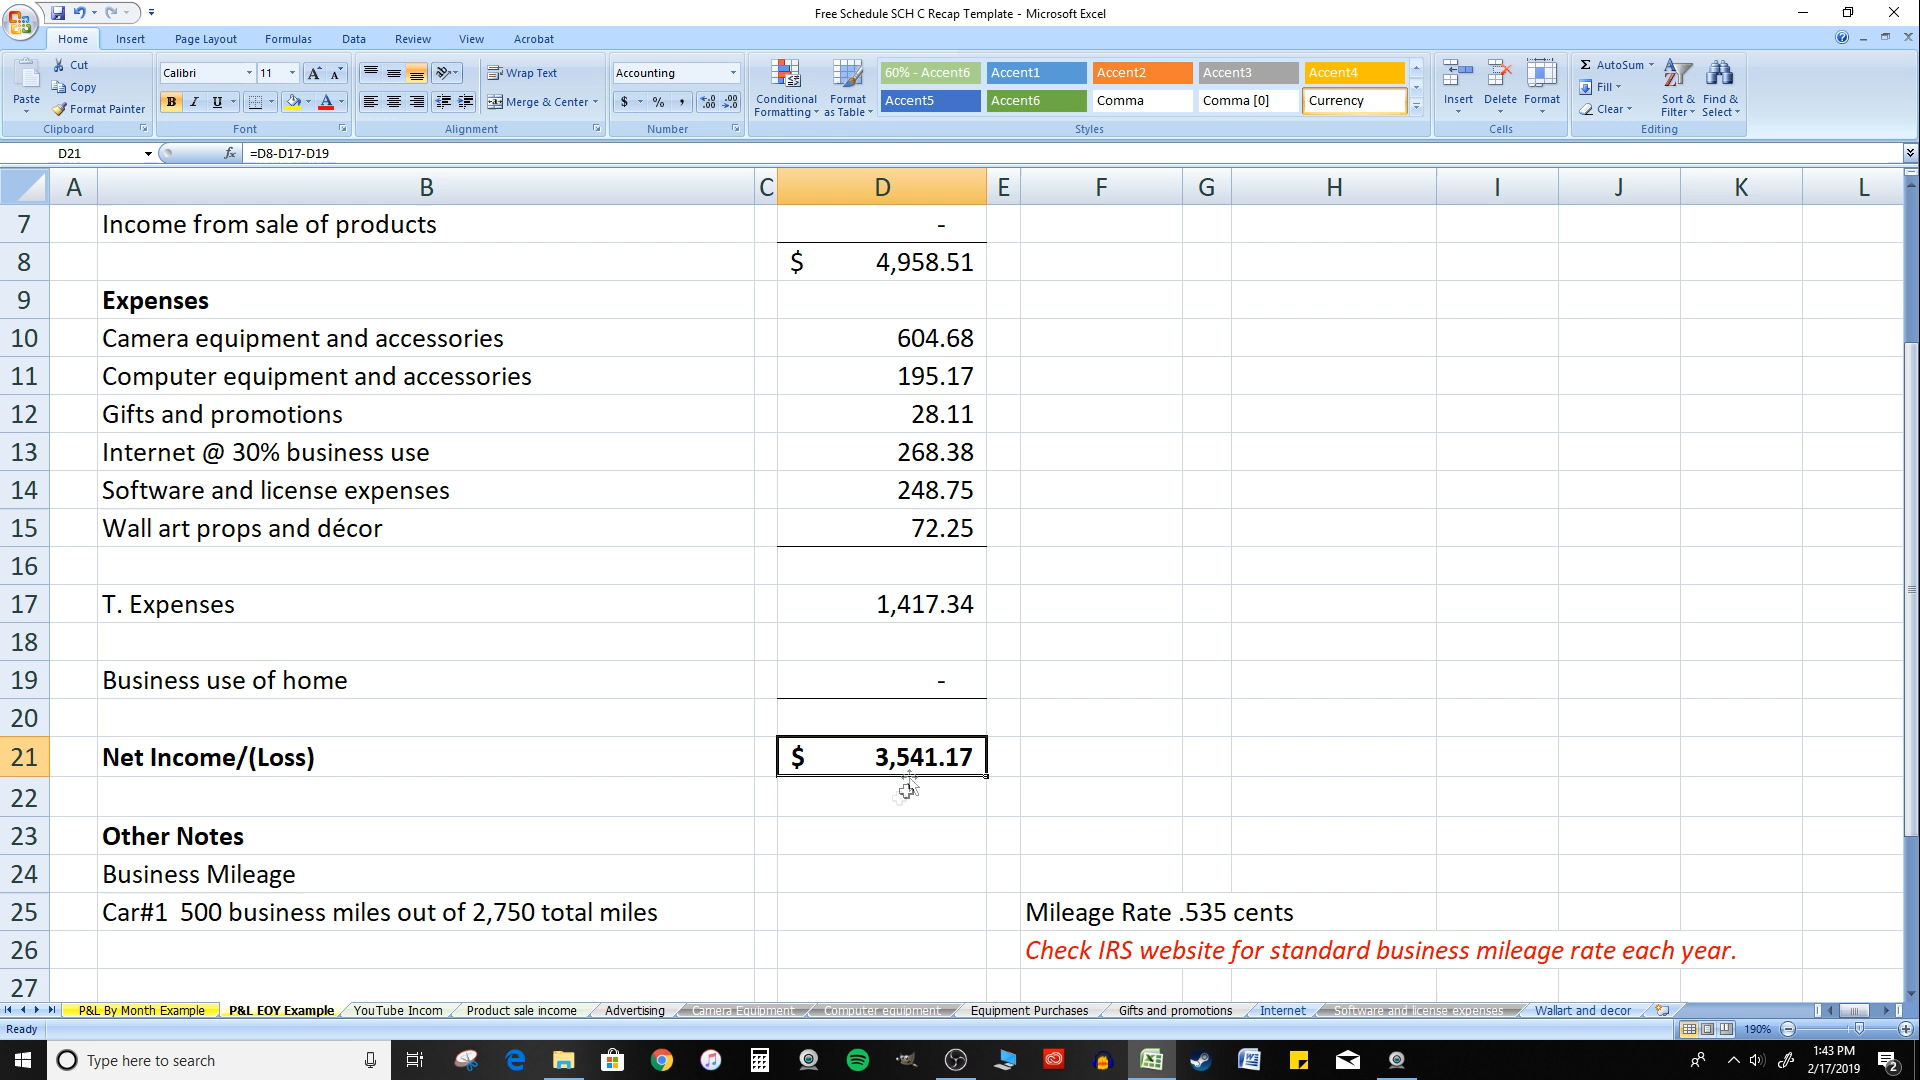 Free Schedule SCH C Recap Template - Microsoft Excel
Home Insert Page Layout Formulas Data Review View Acrobat
Paste
Cut
Copy
Format Painter
Clipboard
Calibri 11
B I U
Font
Wrap Text
Merge & Center
Alignment
Accounting
$ % ,
Number
Conditional Formatting
Format as Table
60% - Accent6 Accent1 Accent2 Accent3 Accent4
Accent5 Accent6 Comma Comma [0] Currency
Styles
Insert Delete Format
Cells
Σ AutoSum
Fill
Clear
Sort & Filter
Find & Select
Editing
D21 fx =D8-D17-D19
A B C D E F G H I J K L
7 Income from sale of products -
8 $ 4,958.51
9 Expenses
10 Camera equipment and accessories 604.68
11 Computer equipment and accessories 195.17
12 Gifts and promotions 28.11
13 Internet @ 30% business use 268.38
14 Software and license expenses 248.75
15 Wall art props and décor 72.25
16
17 T. Expenses 1,417.34
18
19 Business use of home -
20
21 Net Income/(Loss) $ 3,541.17
22
23 Other Notes
24 Business Mileage
25 Car#1 500 business miles out of 2,750 total miles Mileage Rate .535 cents
26 Check IRS website for standard business mileage rate each year.
27
P&L By Month Example P&L EOY Example YouTube Incom Product sale income Advertising Camera Equipment Computer equipment Equipment Purchases Gifts and promotions Internet Software and license expenses Wallart and decor
Ready 190%
Type here to search
1:43 PM
2/17/2019
2